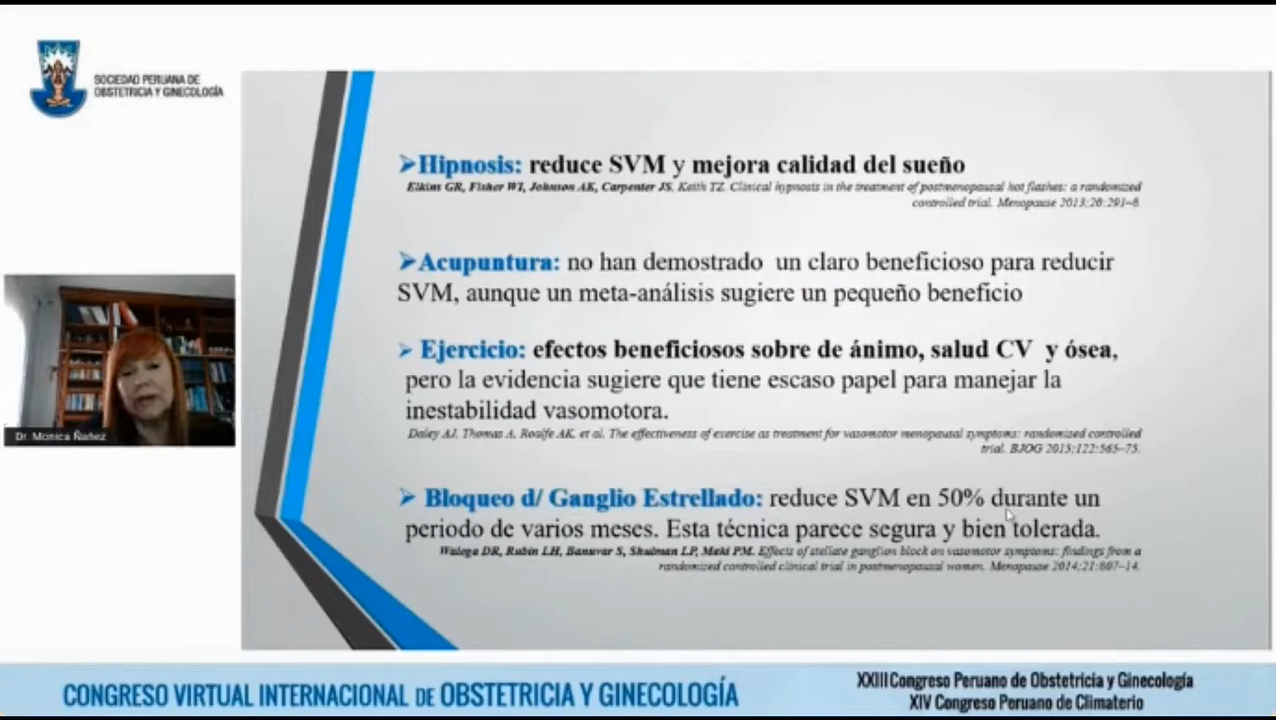 SOCIEDAD PERUANA DE
OBSTETRICIA Y GINECOLOGÍA
➤Hipnosis: reduce SVM y mejora calidad del sueño
Elkins GR, Fisher WI, Johnson AK, Carpenter JS, Keith TZ. Clinical hypnosis in the treatment of postmenopausal hot flashes: a randomized
controlled trial. Menopause 2013;20:291–8.
➤Acupuntura: no han demostrado un claro beneficioso para reducir
SVM, aunque un meta-análisis sugiere un pequeño beneficio
➤ Ejercicio: efectos beneficiosos sobre de ánimo, salud CV y ósea,
pero la evidencia sugiere que tiene escaso papel para manejar la
inestabilidad vasomotora.
Daley AJ, Thomas A, Roalfe AK, et al. The effectiveness of exercise as treatment for vasomotor menopausal symptoms: randomized controlled
trial. BJOG 2015;122:565–75.
➤ Bloqueo d/ Ganglio Estrellado: reduce SVM en 50% durante un
periodo de varios meses. Esta técnica parece segura y bien tolerada.
Walega DR, Rubin LH, Banuvar S, Shulman LP, Maki PM. Effects of stellate ganglion block on vasomotor symptoms: findings from a
randomized controlled clinical trial in postmenopausal women. Menopause 2014;21:807–14.
Dr. Monica Ñañez
CONGRESO VIRTUAL INTERNACIONAL DE OBSTETRICIA Y GINECOLOGÍA
XXIII Congreso Peruano de Obstetricia y Ginecología
XIV Congreso Peruano de Climaterio